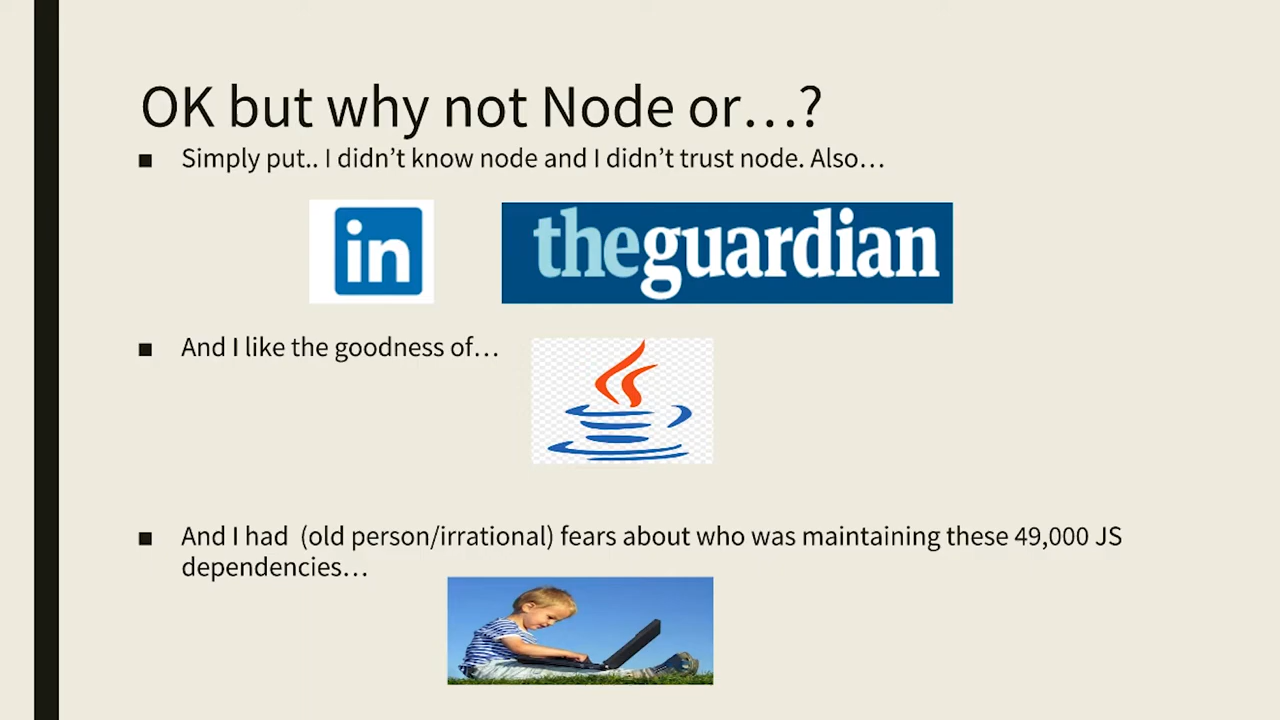 OK but why not Node or…?
■ Simply put.. I didn’t know node and I didn’t trust node. Also…
in
theguardian
■ And I like the goodness of…
■ And I had (old person/irrational) fears about who was maintaining these 49,000 JS
dependencies…